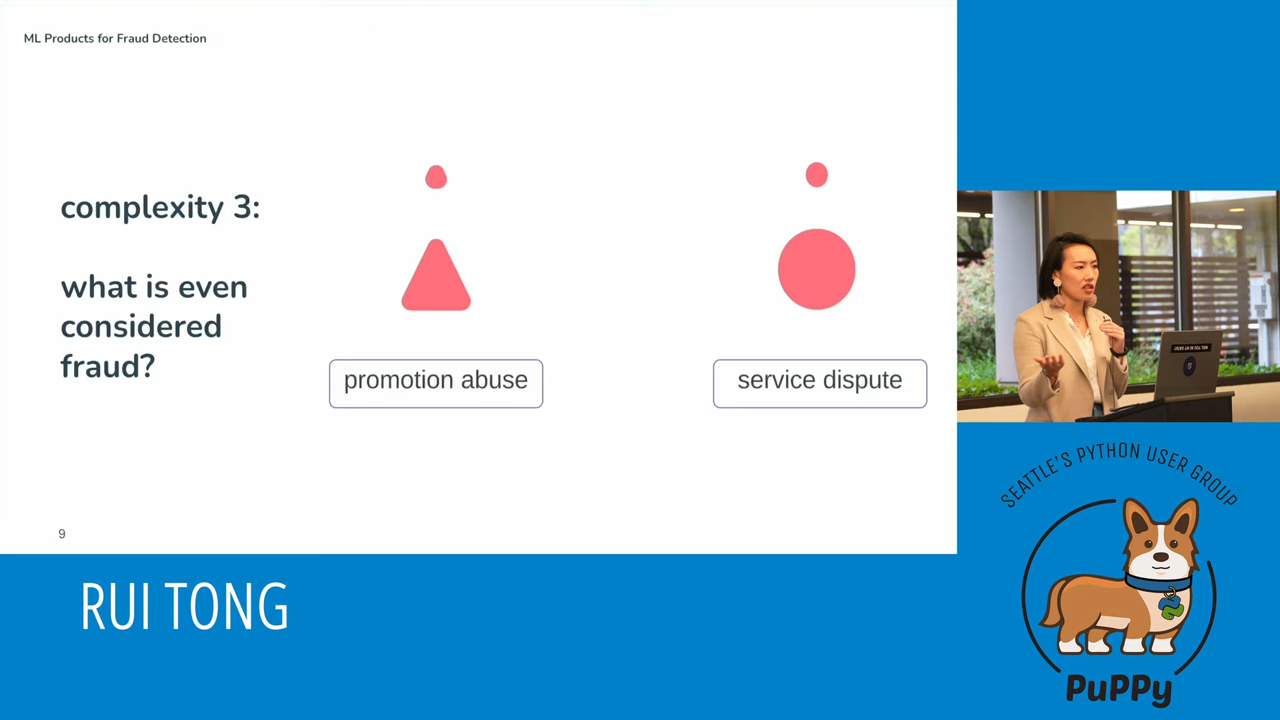 ML Products for Fraud Detection
complexity 3:
what is even
considered
fraud?
promotion abuse
service dispute
9
RUI TONG
SEATTLE'S PYTHON USER GROUP
PuPPy